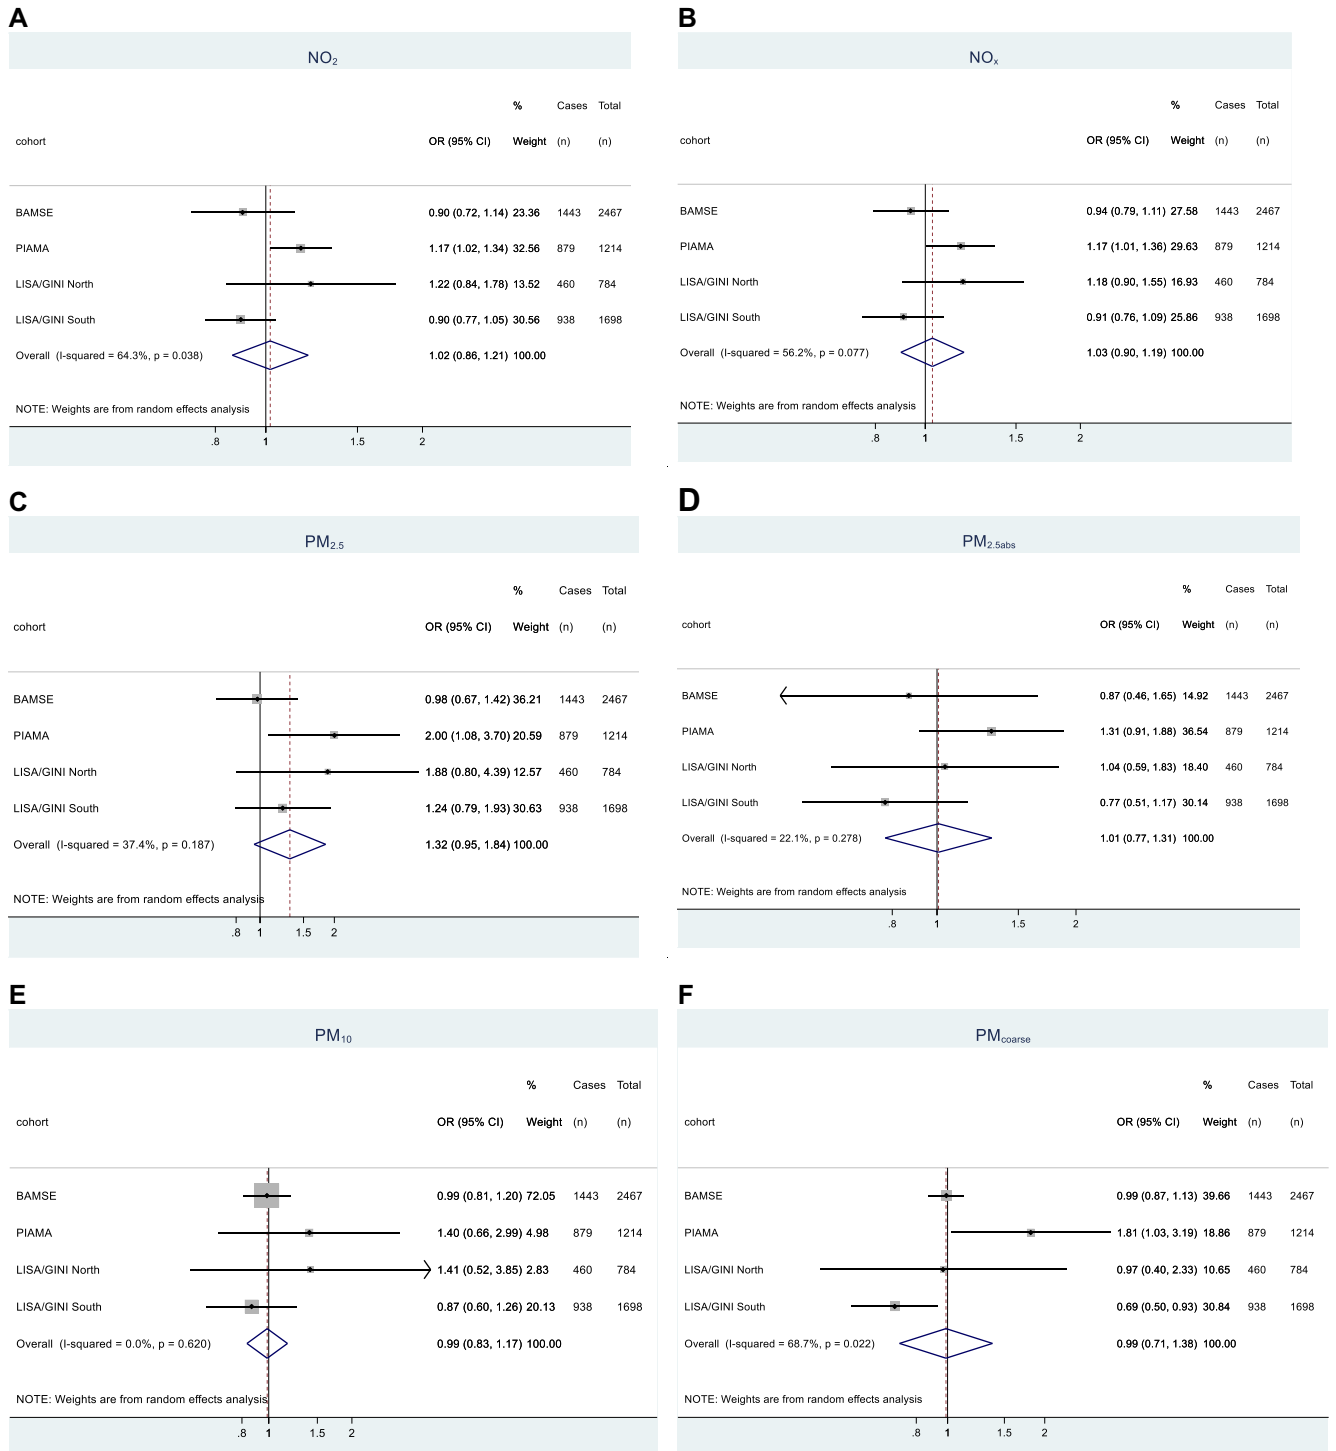 A
NO2
% Cases Total
cohort OR (95% CI) Weight (n) (n)
BAMSE 0.90 (0.72, 1.14) 23.36 1443 2467
PIAMA 1.17 (1.02, 1.34) 32.56 879 1214
LISA/GINI North 1.22 (0.84, 1.78) 13.52 460 784
LISA/GINI South 0.90 (0.77, 1.05) 30.56 938 1698
Overall (I-squared = 64.3%, p = 0.038) 1.02 (0.86, 1.21) 100.00
NOTE: Weights are from random effects analysis
.8 1 1.5 2
B
NOx
% Cases Total
cohort OR (95% CI) Weight (n) (n)
BAMSE 0.94 (0.79, 1.11) 27.58 1443 2467
PIAMA 1.17 (1.01, 1.36) 29.63 879 1214
LISA/GINI North 1.18 (0.90, 1.55) 16.93 460 784
LISA/GINI South 0.91 (0.76, 1.09) 25.86 938 1698
Overall (I-squared = 56.2%, p = 0.077) 1.03 (0.90, 1.19) 100.00
NOTE: Weights are from random effects analysis
.8 1 1.5 2
C
PM2.5
% Cases Total
cohort OR (95% CI) Weight (n) (n)
BAMSE 0.98 (0.67, 1.42) 36.21 1443 2467
PIAMA 2.00 (1.08, 3.70) 20.59 879 1214
LISA/GINI North 1.88 (0.80, 4.39) 12.57 460 784
LISA/GINI South 1.24 (0.79, 1.93) 30.63 938 1698
Overall (I-squared = 37.4%, p = 0.187) 1.32 (0.95, 1.84) 100.00
NOTE: Weights are from random effects analysis
.8 1 1.5 2
D
PM2.5abs
% Cases Total
cohort OR (95% CI) Weight (n) (n)
BAMSE 0.87 (0.46, 1.65) 14.92 1443 2467
PIAMA 1.31 (0.91, 1.88) 36.54 879 1214
LISA/GINI North 1.04 (0.59, 1.83) 18.40 460 784
LISA/GINI South 0.77 (0.51, 1.17) 30.14 938 1698
Overall (I-squared = 22.1%, p = 0.278) 1.01 (0.77, 1.31) 100.00
NOTE: Weights are from random effects analysis
.8 1 1.5 2
E
PM10
% Cases Total
cohort OR (95% CI) Weight (n) (n)
BAMSE 0.99 (0.81, 1.20) 72.05 1443 2467
PIAMA 1.40 (0.66, 2.99) 4.98 879 1214
LISA/GINI North 1.41 (0.52, 3.85) 2.83 460 784
LISA/GINI South 0.87 (0.60, 1.26) 20.13 938 1698
Overall (I-squared = 0.0%, p = 0.620) 0.99 (0.83, 1.17) 100.00
NOTE: Weights are from random effects analysis
.8 1 1.5 2
F
PMcoarse
% Cases Total
cohort OR (95% CI) Weight (n) (n)
BAMSE 0.99 (0.87, 1.13) 39.66 1443 2467
PIAMA 1.81 (1.03, 3.19) 18.86 879 1214
LISA/GINI North 0.97 (0.40, 2.33) 10.65 460 784
LISA/GINI South 0.69 (0.50, 0.93) 30.84 938 1698
Overall (I-squared = 68.7%, p = 0.022) 0.99 (0.71, 1.38) 100.00
NOTE: Weights are from random effects analysis
.8 1 1.5 2